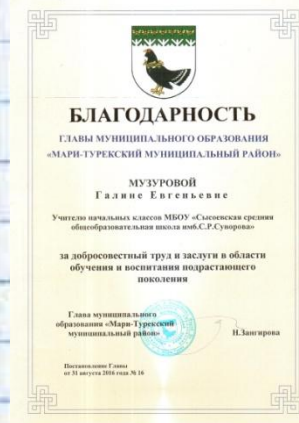 БЛАГОДАРНОСТЬ
ГЛАВЫ МУНИЦИПАЛЬНОГО ОБРАЗОВАНИЯ
«МАРИ-ТУРЕКСКИЙ МУНИЦИПАЛЬНЫЙ РАЙОН»
МУЗУРОВОЙ
Галине Евгеньевне
Учителю начальных классов МБОУ «Сысоевская средняя
общеобразовательная школа им6.С.Р.Суворова»
за добросовестный труд и заслуги в области
обучения и воспитания подрастающего
поколения
Глава муниципального
образования «Мари-Турекский
муниципальный район»
Н.Зангирова
Постановление Главы
от 31 августа 2016 года № 16